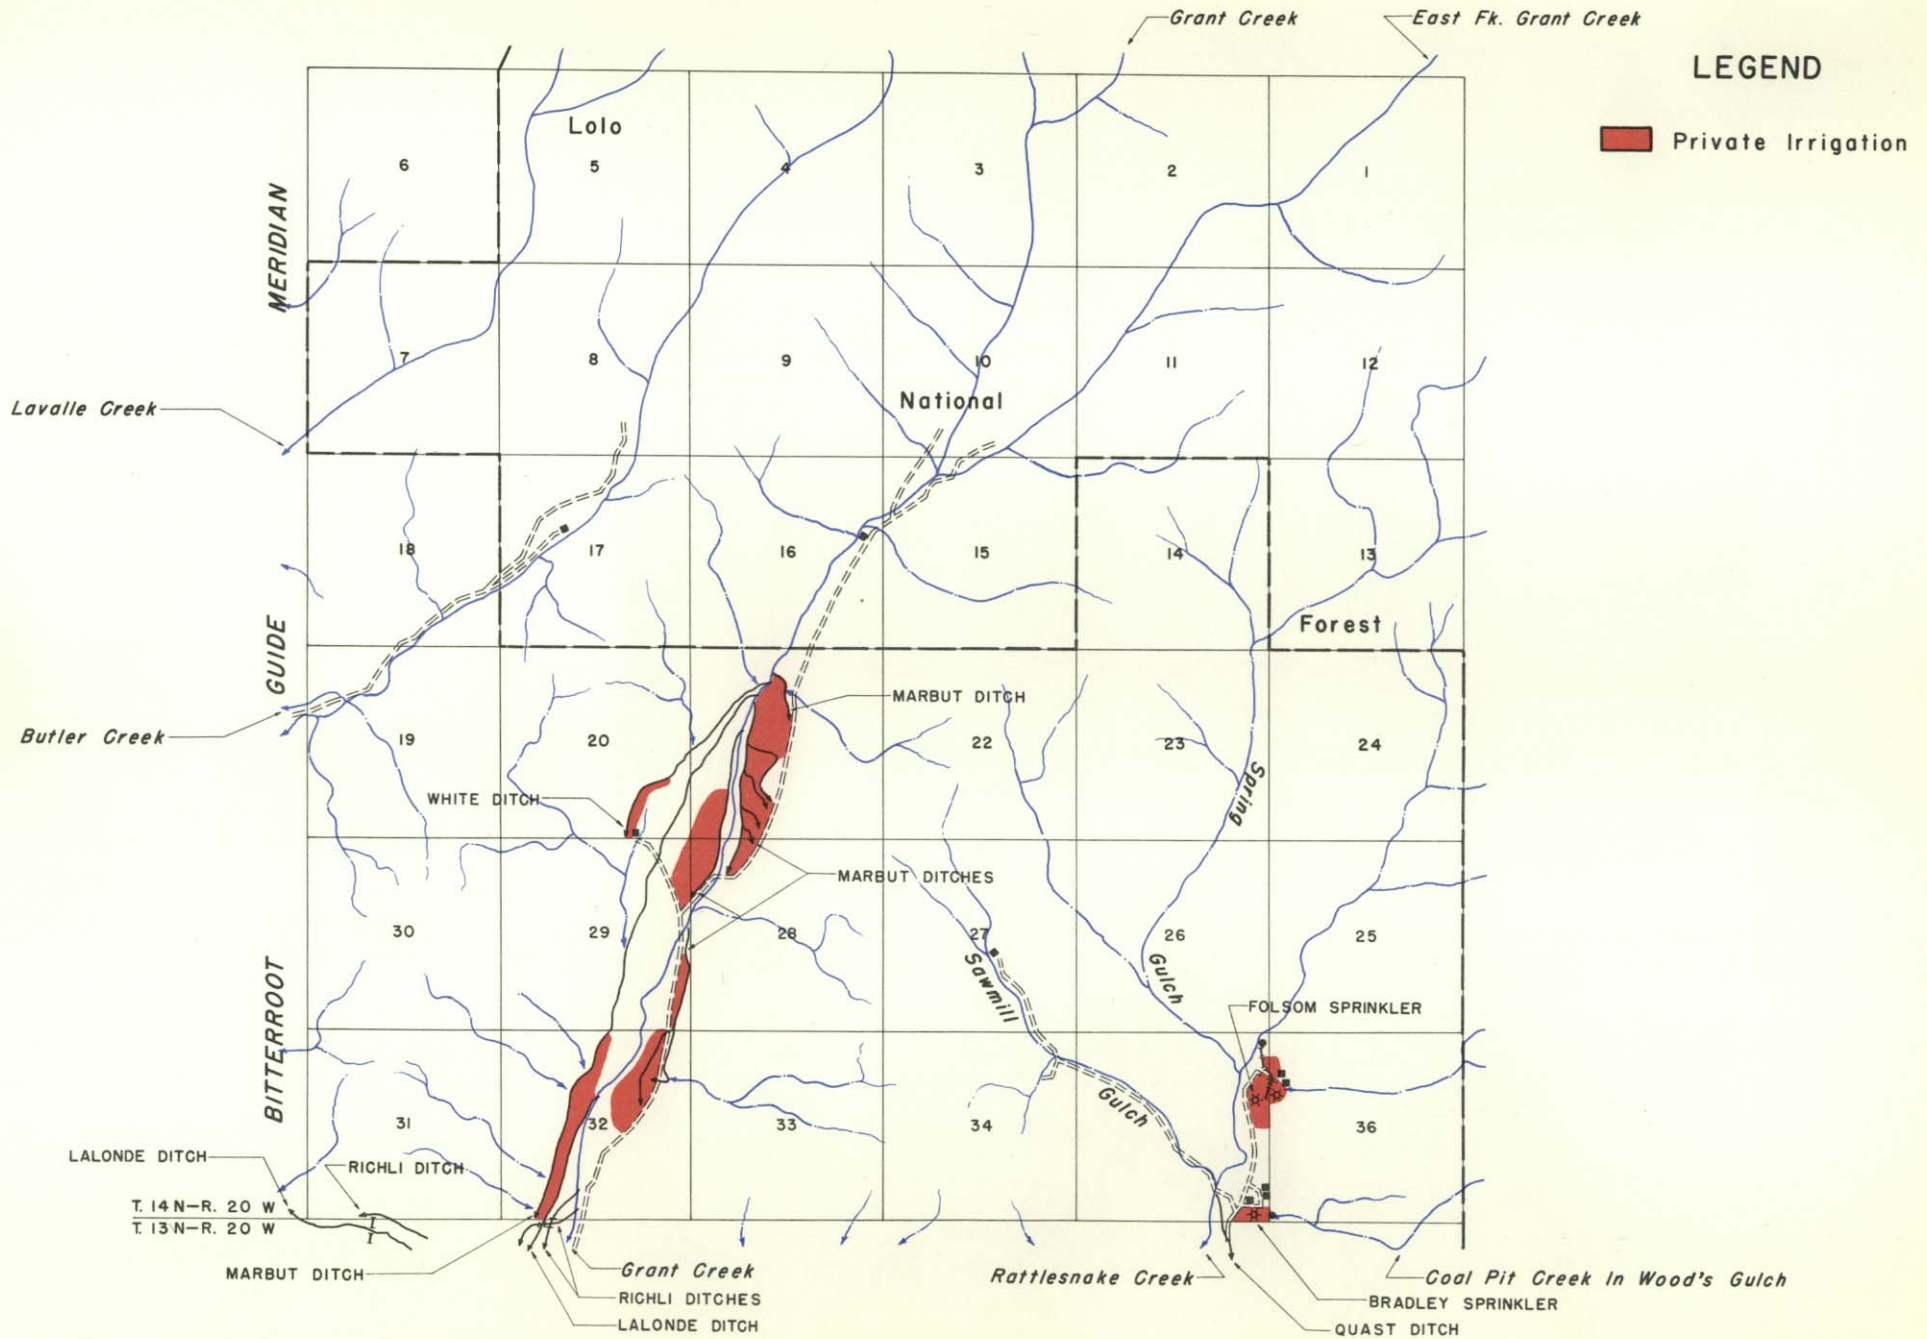 Grant Creek
East Fk. Grant Creek
LEGEND
Private Irrigation
Lolo
6
5
4
3
2
1
MERIDIAN
7
8
9
10
11
12
National
Lavalle Creek
18
17
16
15
14
13
Forest
GUIDE
MARBUT DITCH
Butler Creek
19
20
22
23
24
Spring
WHITE DITCH
MARBUT DITCHES
30
29
28
27
26
25
Sawmill
Gulch
FOLSOM SPRINKLER
BITTERROOT
Gulch
31
32
33
34
36
LALONDE DITCH
RICHLI DITCH
T. 14 N-R. 20 W
T. 13 N-R. 20 W
MARBUT DITCH
Grant Creek
Rattlesnake Creek
Coal Pit Creek In Wood's Gulch
RICHLI DITCHES
BRADLEY SPRINKLER
LALONDE DITCH
QUAST DITCH